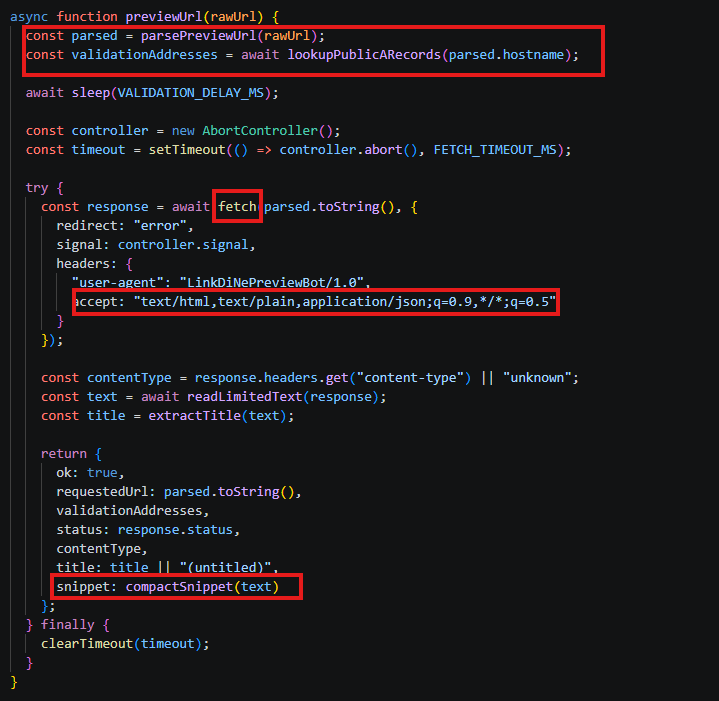 async function previewUrl(rawUrl) {
const parsed = parsePreviewUrl(rawUrl);
const validationAddresses = await lookupPublicARecords(parsed.hostname);
await sleep(VALIDATION_DELAY_MS);
const controller = new AbortController();
const timeout = setTimeout(() => controller.abort(), FETCH_TIMEOUT_MS);
try {
const response = await fetch(parsed.toString(), {
redirect: "error",
signal: controller.signal,
headers: {
"user-agent": "LinkDiNePreviewBot/1.0",
accept: "text/html,text/plain,application/json;q=0.9,*/*;q=0.5"
}
});
const contentType = response.headers.get("content-type") || "unknown";
const text = await readLimitedText(response);
const title = extractTitle(text);
return {
ok: true,
requestedUrl: parsed.toString(),
validationAddresses,
status: response.status,
contentType,
title: title || "(untitled)",
snippet: compactSnippet(text)
};
} finally {
clearTimeout(timeout);
}
}